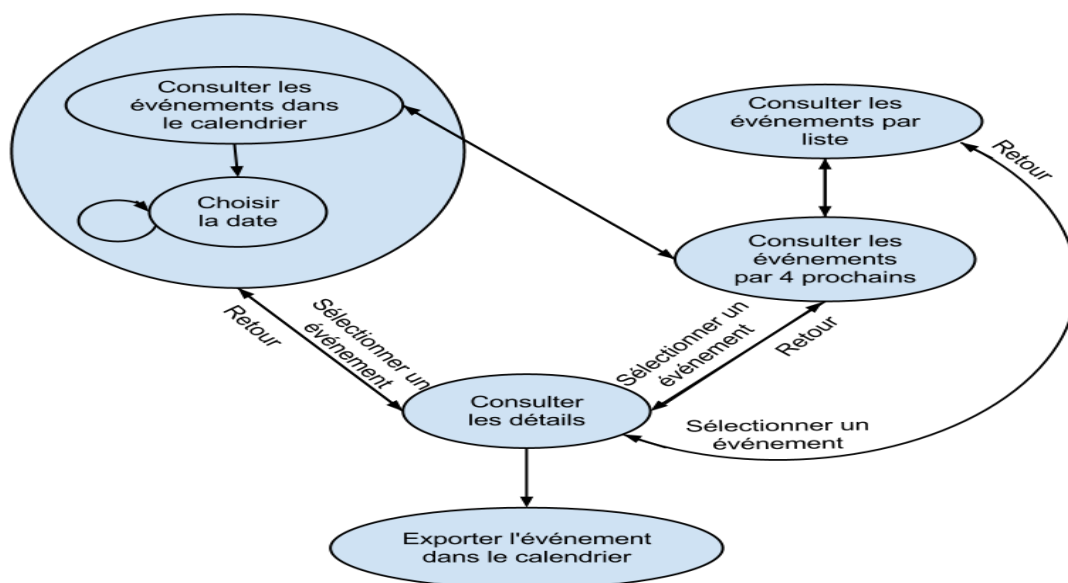 Consulter les
événements dans
le calendrier
Choisir
la date
Consulter les
événements par
liste
Retour
Consulter les
événements
par 4 prochains
Retour
Sélectionner un
événement
Sélectionner un
événement
Retour
Consulter
les détails
Sélectionner un
événement
Exporter l'événement
dans le calendrier